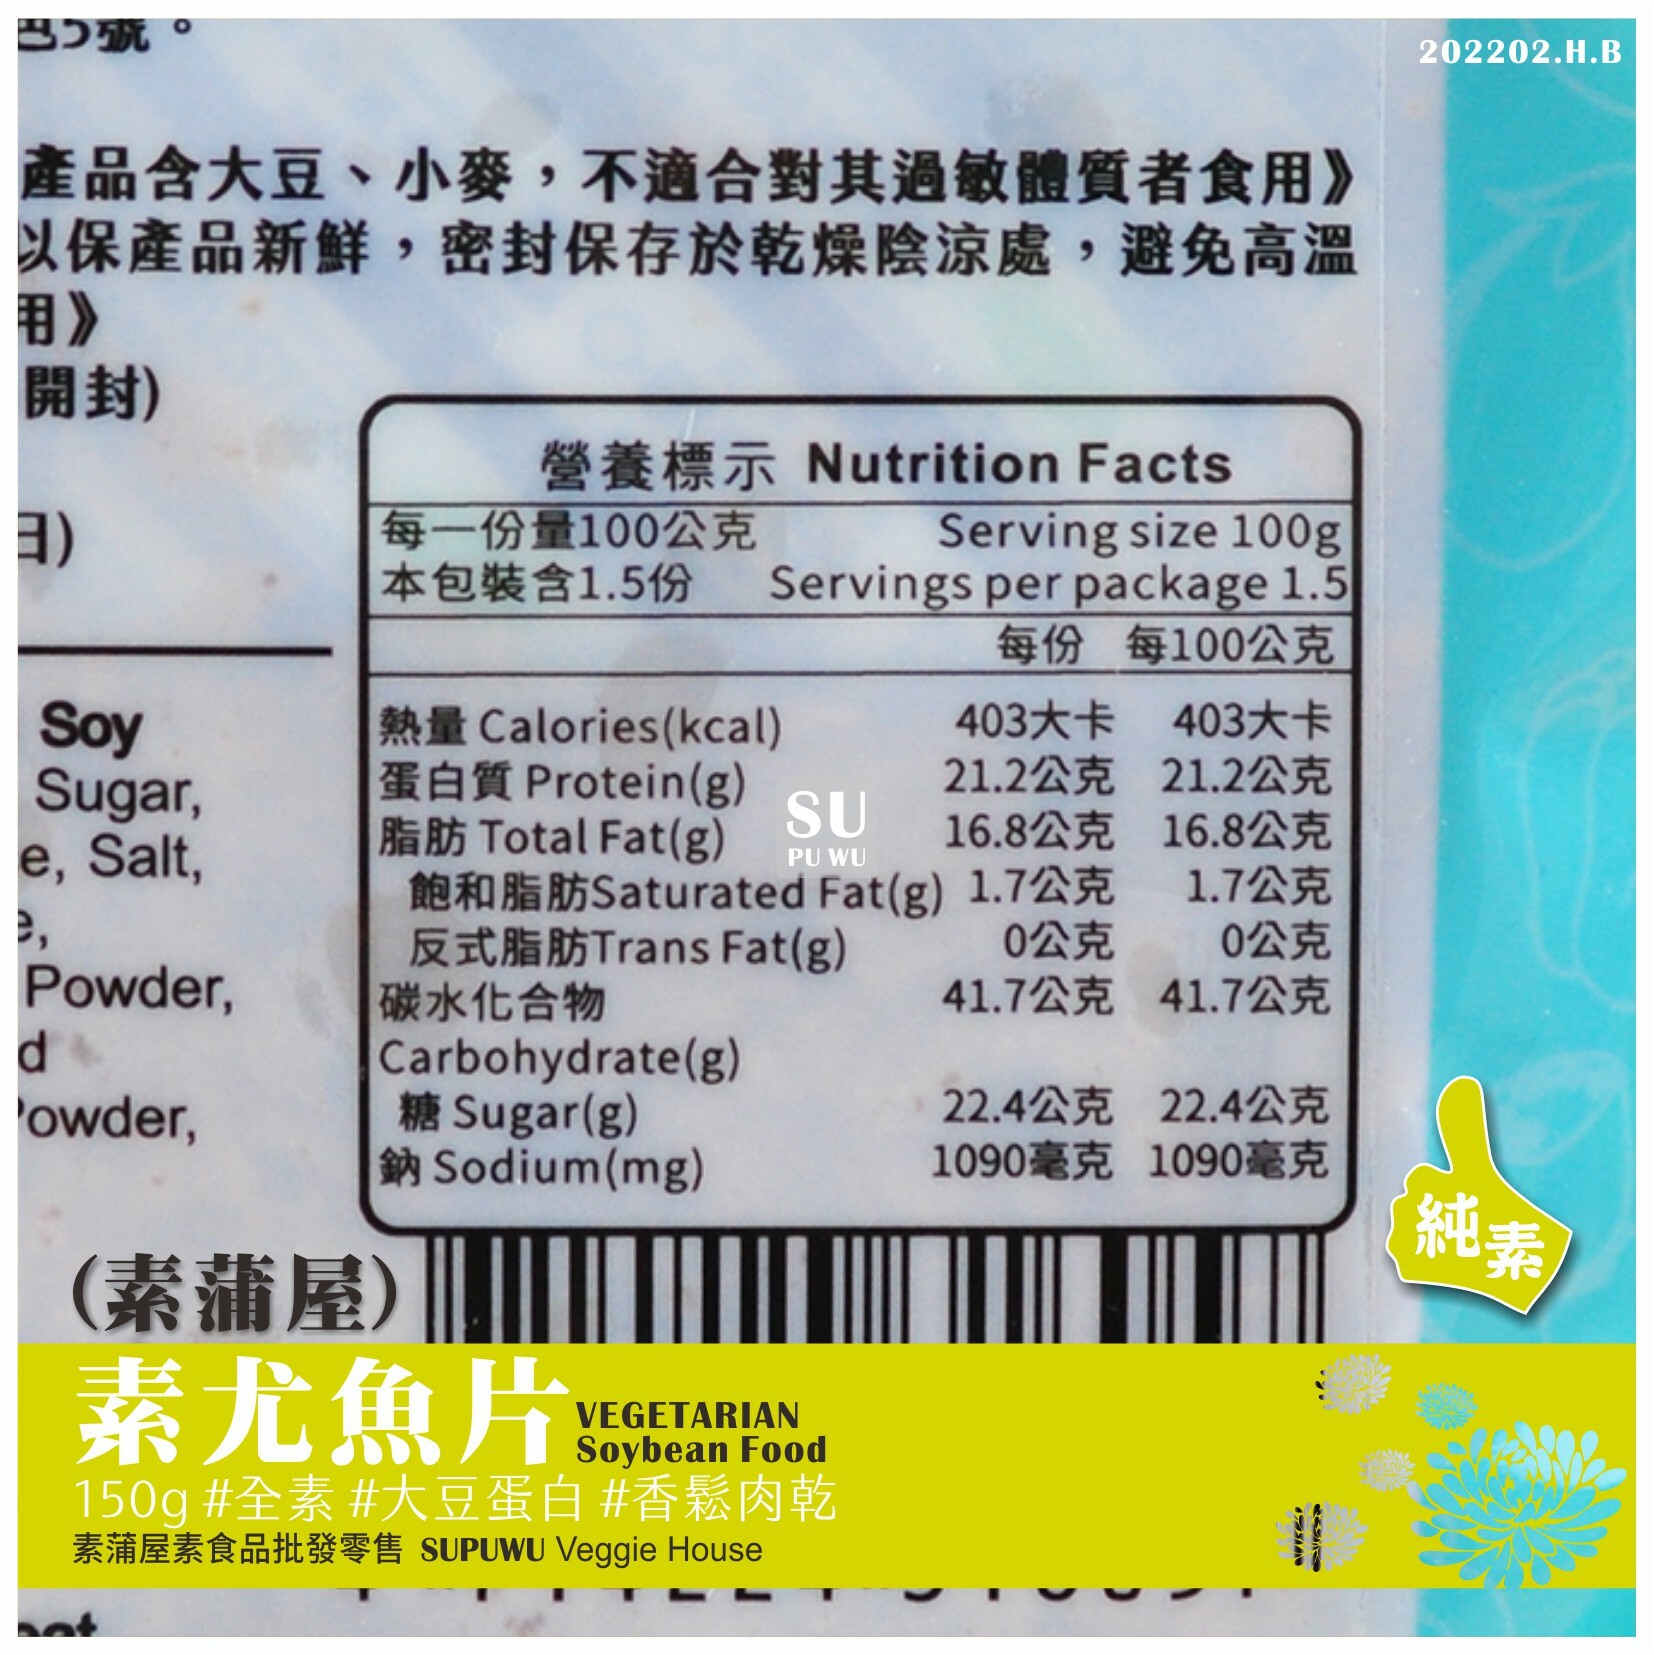 色5號。
202202.H.B
產品含大豆、小麥，不適合對其過敏體質者食用》
以保產品新鮮，密封保存於乾燥陰涼處，避免高溫
用》
開封)
日)
營養標示 Nutrition Facts
每一份量100公克 Serving size 100g
本包裝含1.5份 Servings per package 1.5
每份 每100公克
熱量 Calories(kcal) 403大卡 403大卡
蛋白質 Protein(g) 21.2公克 21.2公克
脂肪 Total Fat(g) 16.8公克 16.8公克
飽和脂肪Saturated Fat(g) 1.7公克 1.7公克
反式脂肪Trans Fat(g) 0公克 0公克
碳水化合物 41.7公克 41.7公克
Carbohydrate(g)
糖 Sugar(g) 22.4公克 22.4公克
鈉 Sodium(mg) 1090毫克 1090毫克
SU
PU WU
Soy
Sugar,
e, Salt,
e,
Powder,
d
Powder,
純素
(素蒲屋)
素尤魚片
VEGETARIAN
Soybean Food
150g #全素 #大豆蛋白 #香鬆肉乾
素蒲屋素食品批發零售 SUPUWU Veggie House